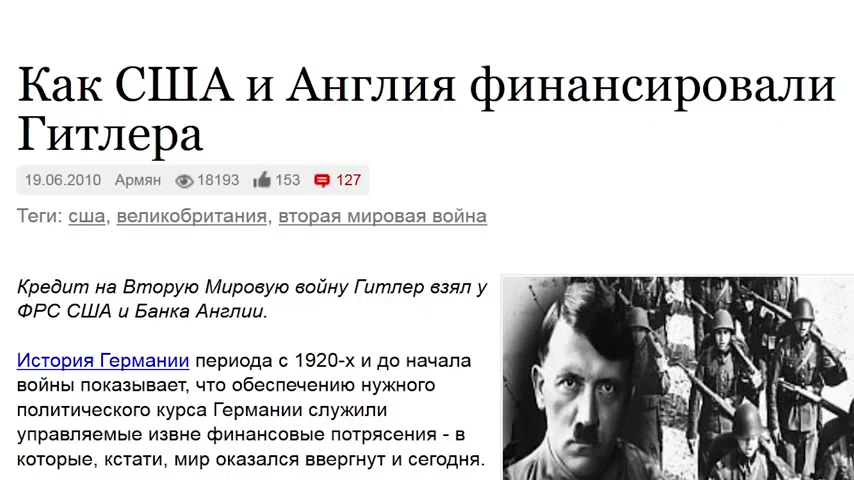 Как США и Англия финансировали
Гитлера
19.06.2010 Армян 18193 153 127
Теги: сша, великобритания, вторая мировая война
Кредит на Вторую Мировую войну Гитлер взял у
ФРС США и Банка Англии.
История Германии периода с 1920-х и до начала
войны показывает, что обеспечению нужного
политического курса Германии служили
управляемые извне финансовые потрясения - в
которые, кстати, мир оказался ввергнут и сегодня.